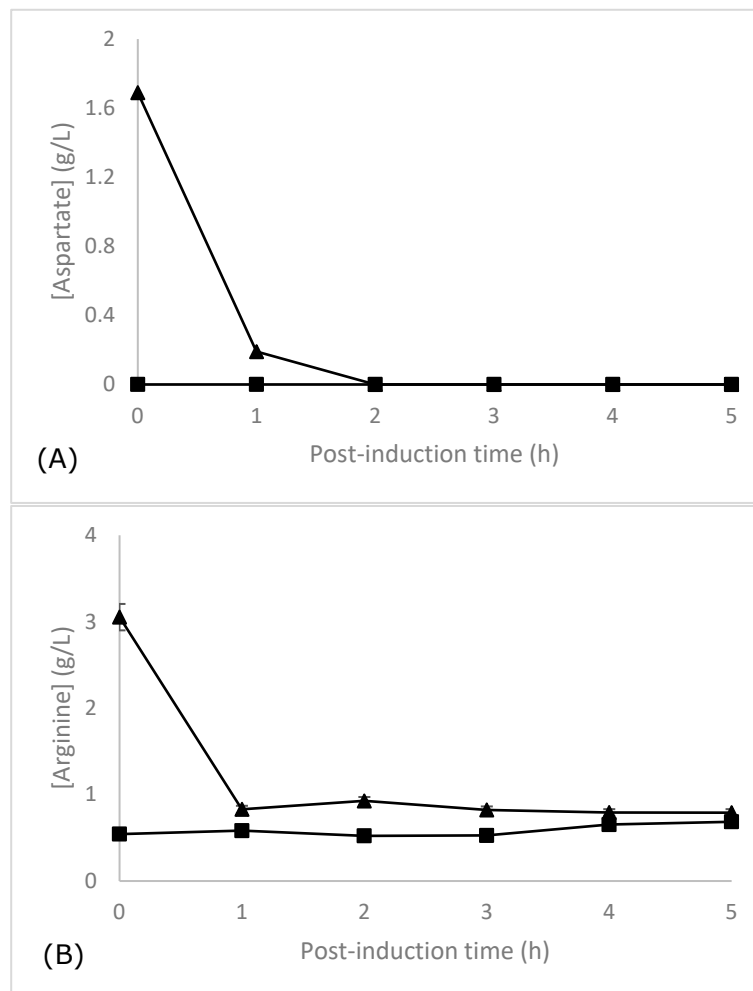 2
1.6
1.2
0.8
0.4
0
[Aspartate] (g/L)
0 1 2 3 4 5
Post-induction time (h)
(A)
4
3
2
1
0
[Arginine] (g/L)
0 1 2 3 4 5
Post-induction time (h)
(B)